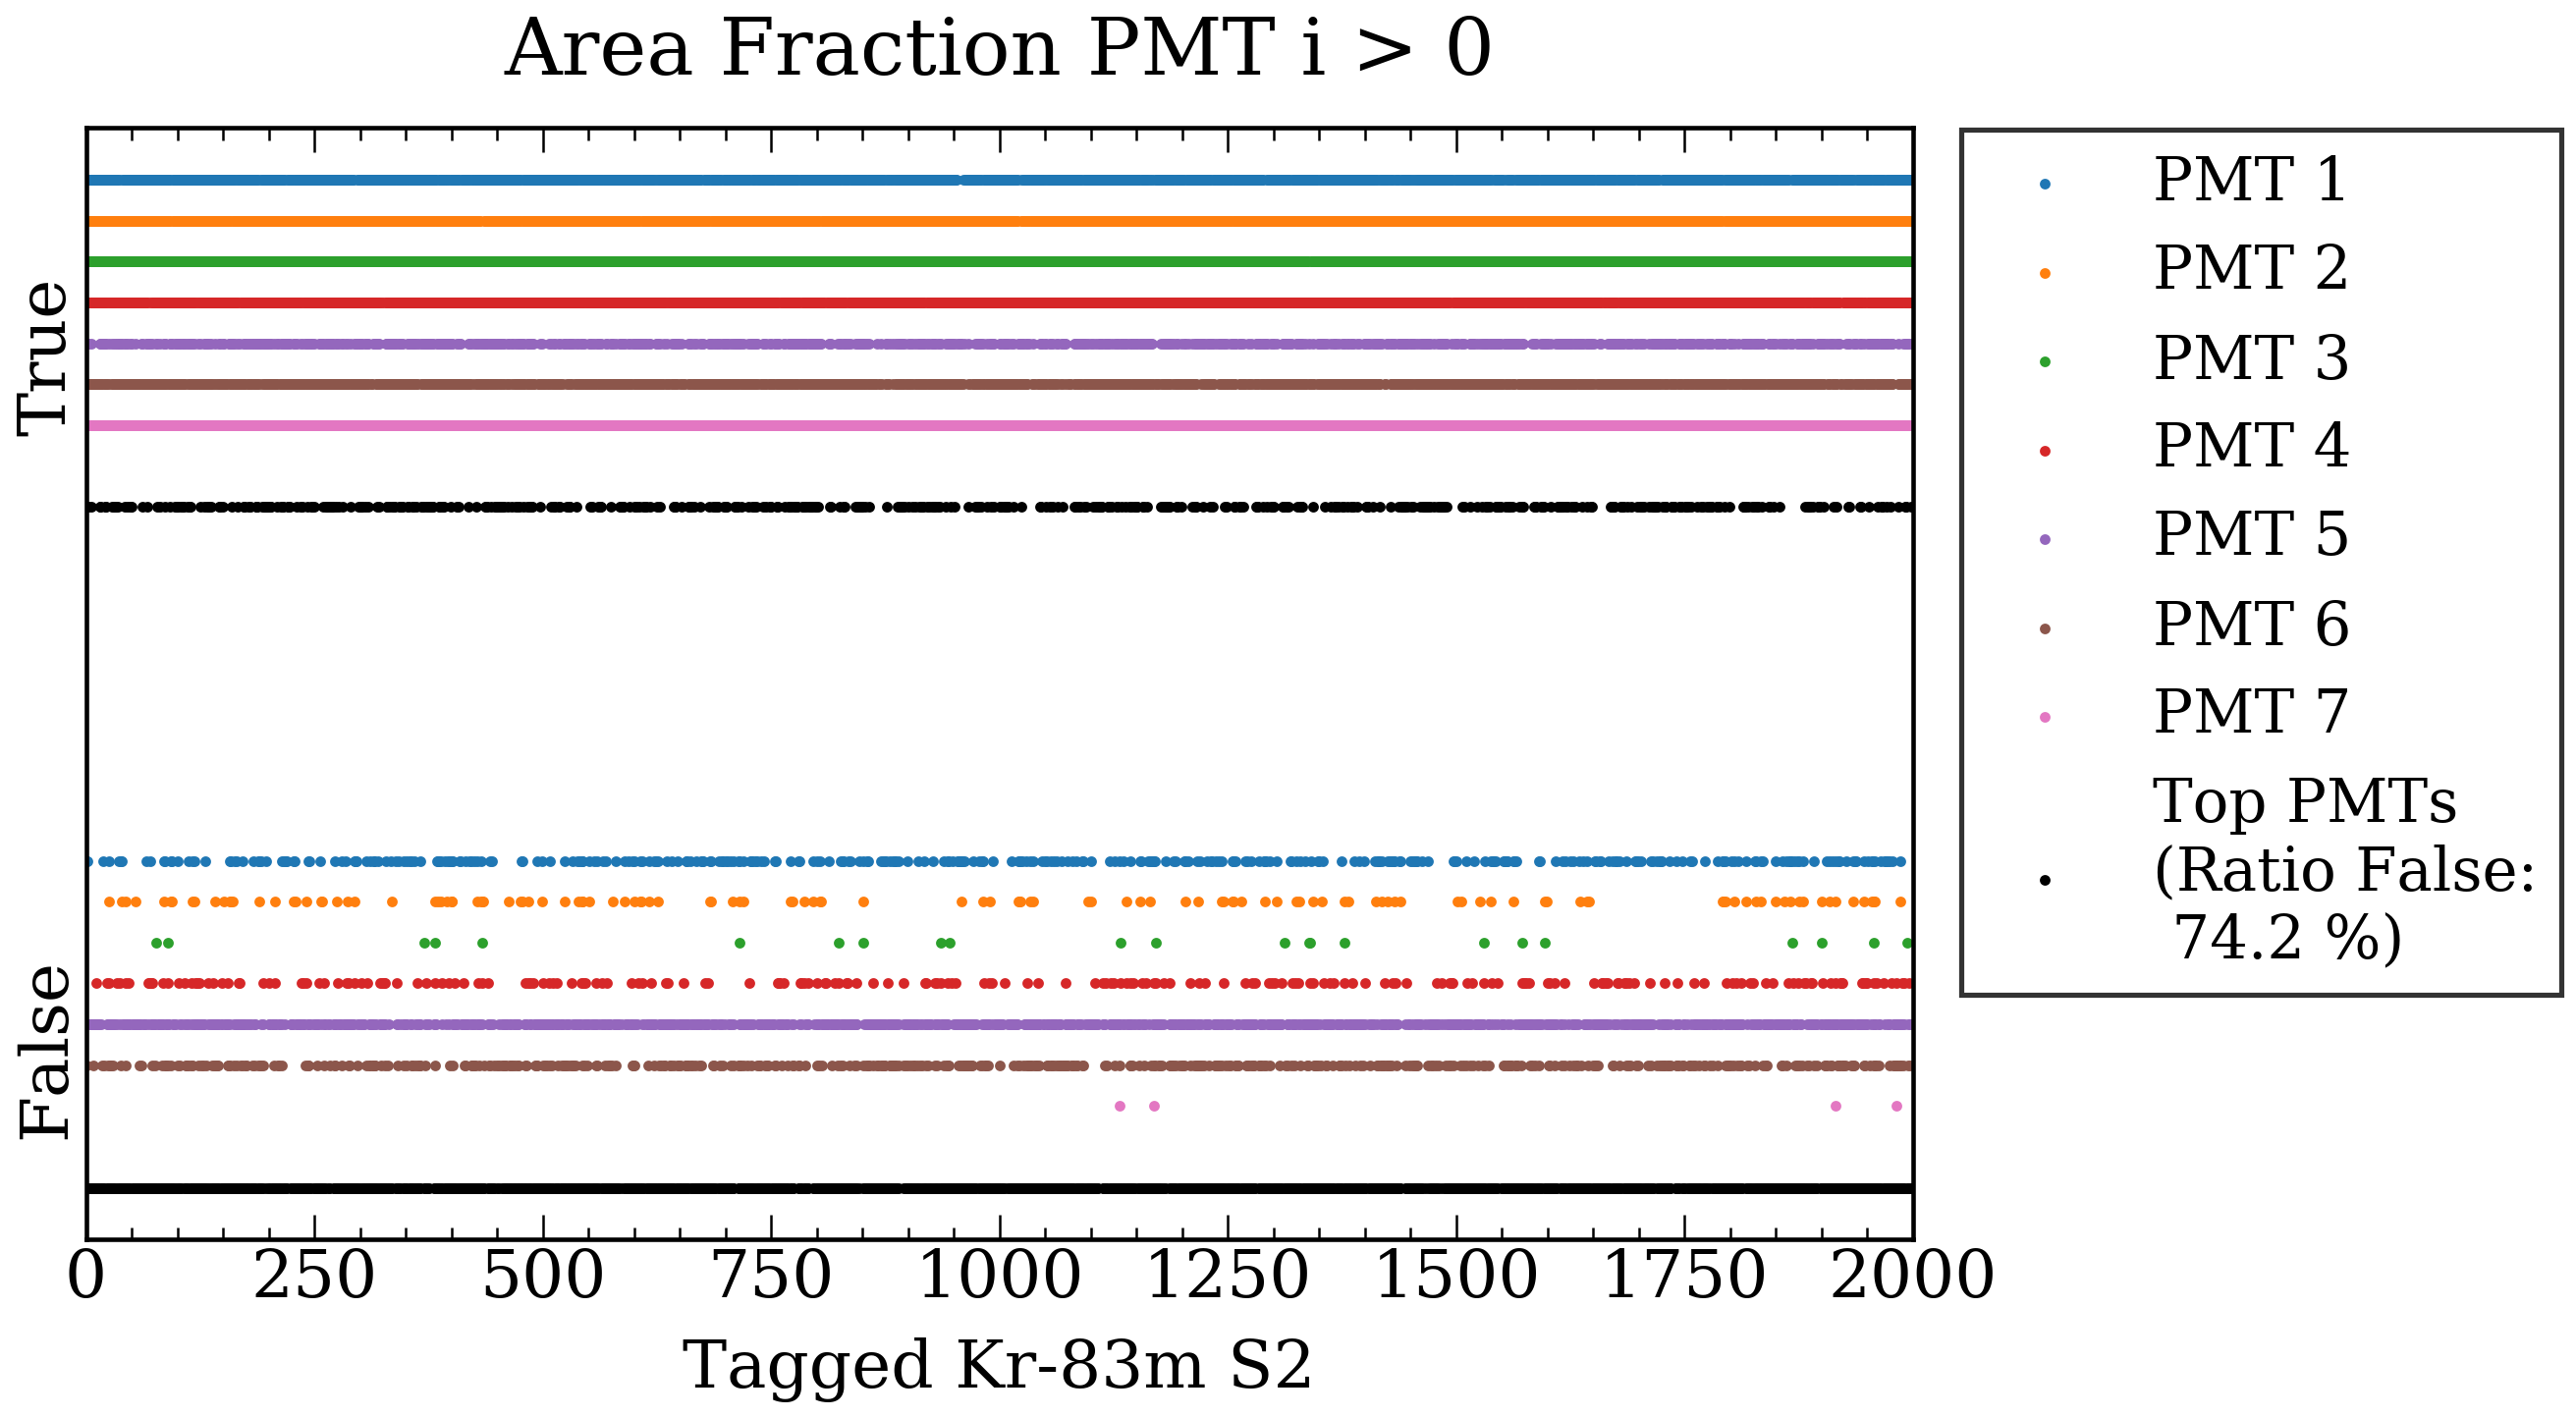 Area Fraction PMT i > 0
True
False
0 250 500 750 1000 1250 1500 1750 2000
Tagged Kr-83m S2
PMT 1
PMT 2
PMT 3
PMT 4
PMT 5
PMT 6
PMT 7
Top PMTs
(Ratio False:
74.2 %)